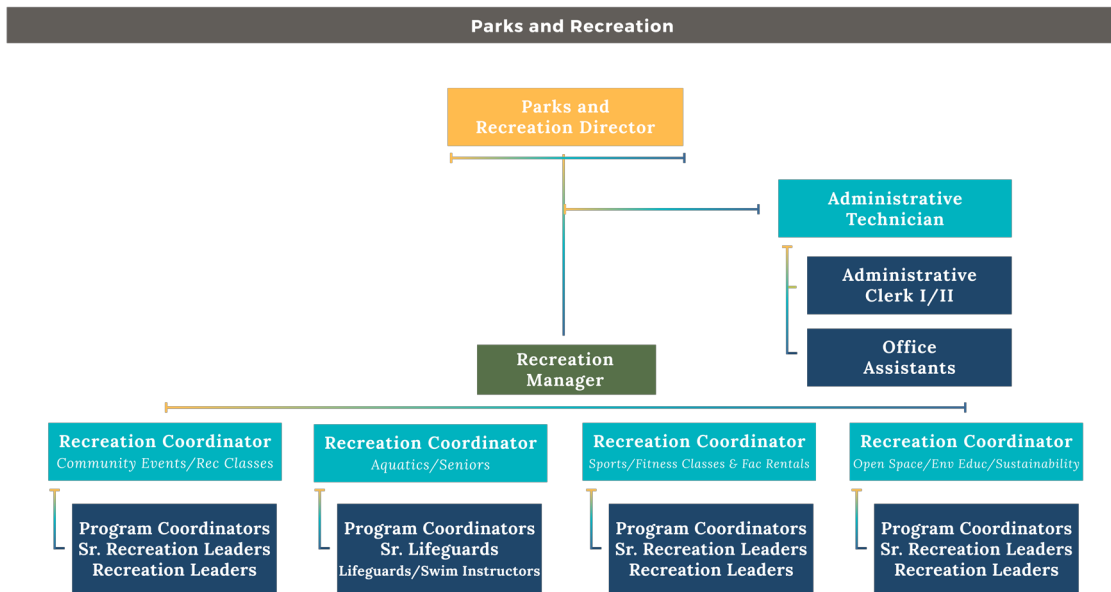 Parks and Recreation
Parks and
Recreation Director
Administrative
Technician
Administrative
Clerk I/II
Office
Assistants
Recreation
Manager
Recreation Coordinator
Community Events/Rec Classes
Recreation Coordinator
Aquatics/Seniors
Recreation Coordinator
Sports/Fitness Classes & Fac Rentals
Recreation Coordinator
Open Space/Env Educ/Sustainability
Program Coordinators
Sr. Recreation Leaders
Recreation Leaders
Program Coordinators
Sr. Lifeguards
Lifeguards/Swim Instructors
Program Coordinators
Sr. Recreation Leaders
Recreation Leaders
Program Coordinators
Sr. Recreation Leaders
Recreation Leaders